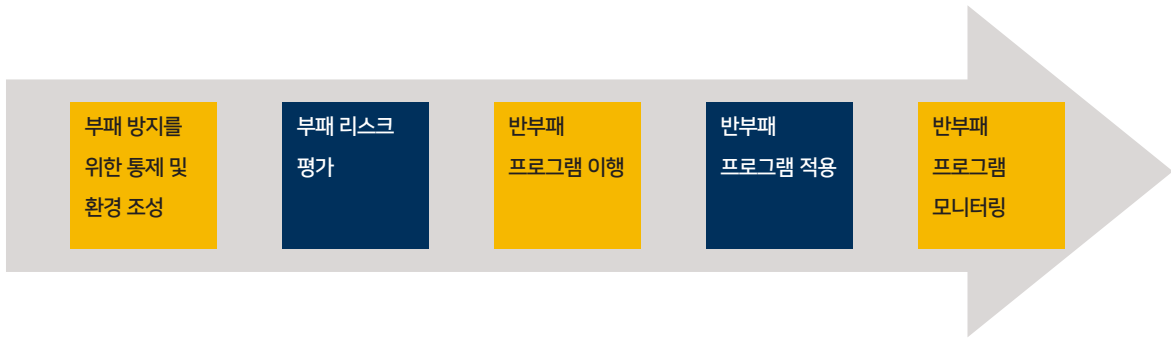 부패 방지를
위한 통제 및
환경 조성
부패 리스크
평가
반부패
프로그램 이행
반부패
프로그램 적용
반부패
프로그램
모니터링